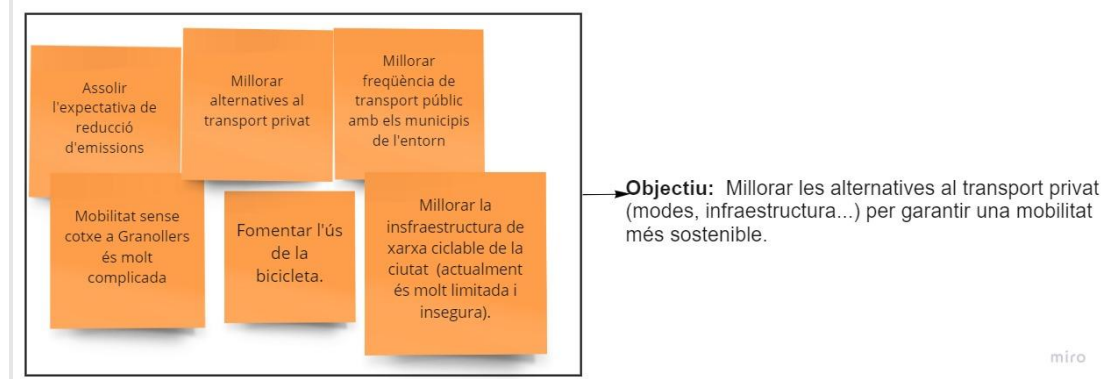 Assolir
l'expectativa de
reducció
d'emissions
Millorar
alternatives al
transport privat
Millorar
freqüència de
transport públic
amb els municipis
de l'entorn
Mobilitat sense
cotxe a Granollers
és molt
complicada
Fomentar l'ús
de la
bicicleta.
Millorar la
insfraestructura de
xarxa ciclable de la
ciutat (actualment
és molt limitada i
insegura).
Objectiu: Millorar les alternatives al transport privat
(modes, infraestructura...) per garantir una mobilitat
més sostenible.
miro